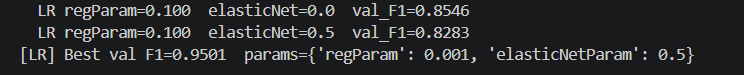 LR regParam=0.100 elasticNet=0.0 val_F1=0.8546
LR regParam=0.100 elasticNet=0.5 val_F1=0.8283
[LR] Best val F1=0.9501 params={'regParam': 0.001, 'elasticNetParam': 0.5}